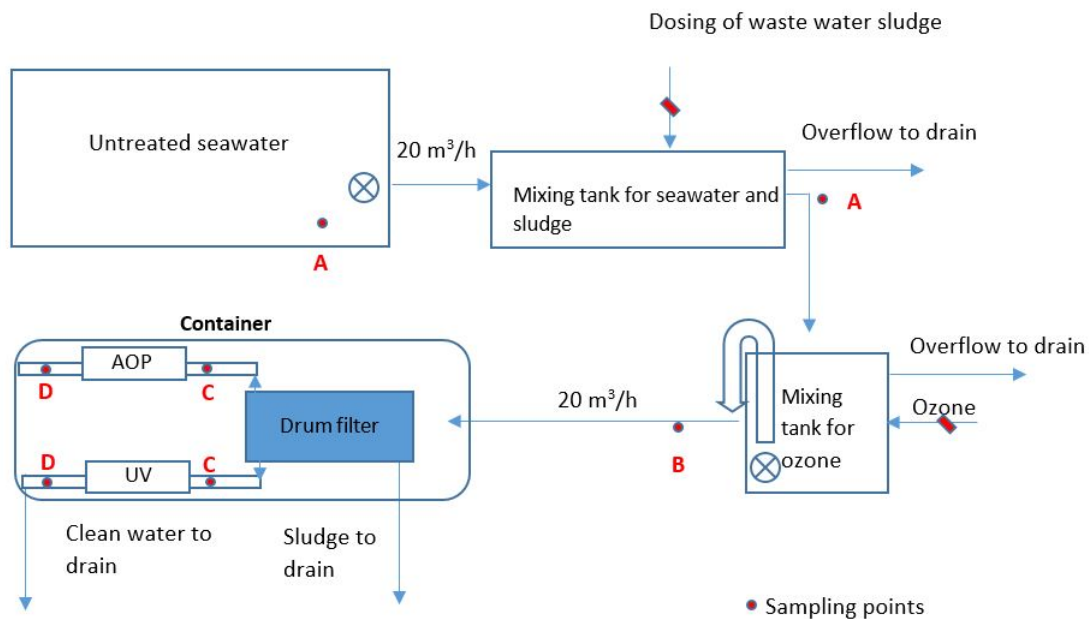 Dosing of waste water sludge
Untreated seawater
20 m³/h
Overflow to drain
Mixing tank for seawater and
sludge
A
A
Container
AOP
D
C
Drum filter
20 m³/h
B
Mixing
tank for
ozone
Overflow to drain
Ozone
D
C
UV
Clean water to
drain
Sludge to
drain
Sampling points